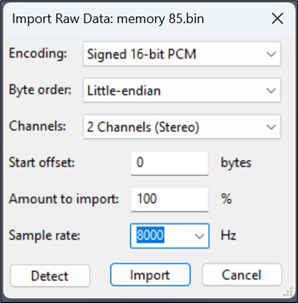 Import Raw Data: memory 85.bin
Encoding: Signed 16-bit PCM
Byte order: Little-endian
Channels: 2 Channels (Stereo)
Start offset: 0 bytes
Amount to import: 100 %
Sample rate: 8000 Hz
Detect Import Cancel